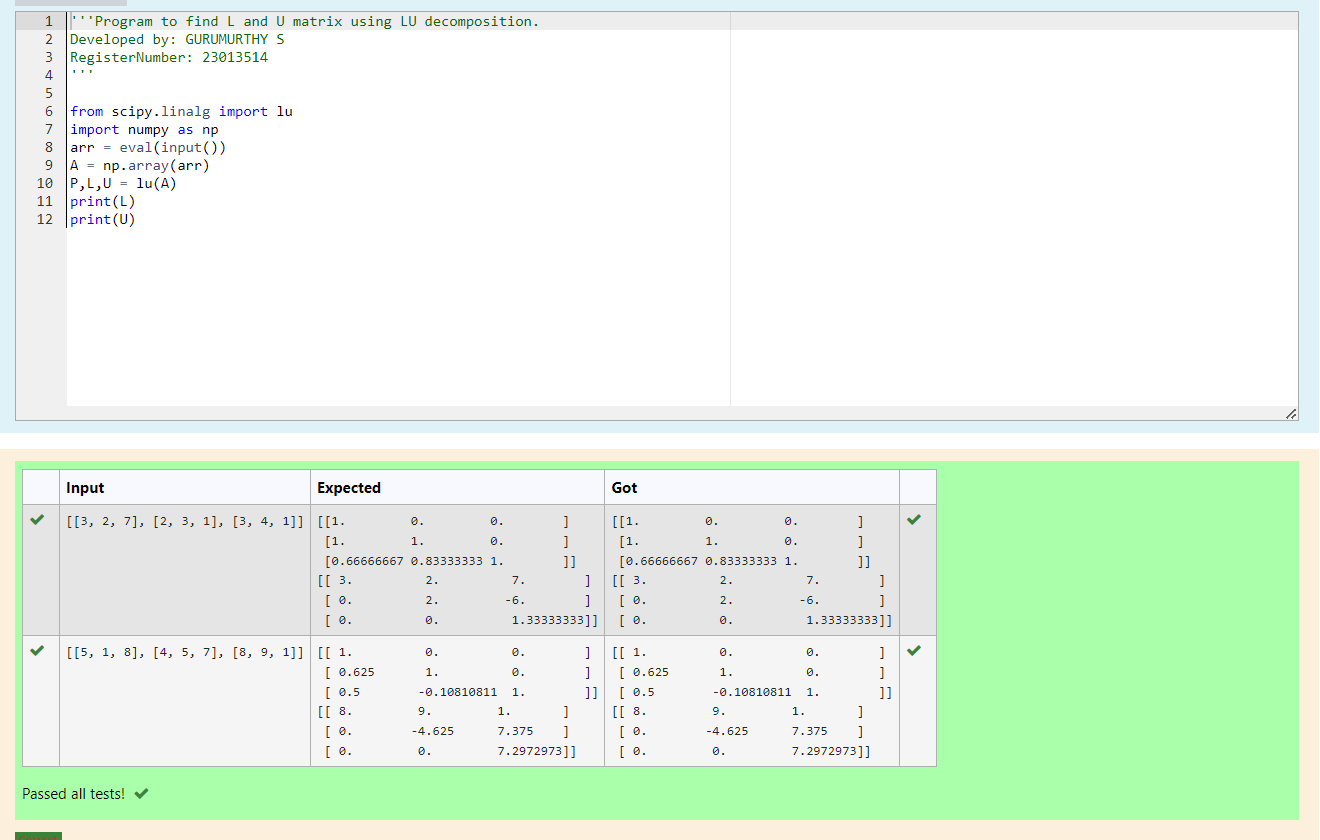 1 '''Program to find L and U matrix using LU decomposition.
2 Developed by: GURUMURTHY S
3 RegisterNumber: 23013514
4 '''
5
6 from scipy.linalg import lu
7 import numpy as np
8 arr = eval(input())
9 A = np.array(arr)
10 P,L,U = lu(A)
11 print(L)
12 print(U)
Input Expected Got
[[3, 2, 7], [2, 3, 1], [3, 4, 1]] [[1. 0. 0. ] [[1. 0. 0. ]
[1. 1. 0. ] [1. 1. 0. ]
[0.66666667 0.83333333 1. ]] [0.66666667 0.83333333 1. ]]
[[ 3. 2. 7. ] [[ 3. 2. 7. ]
[ 0. 2. -6. ] [ 0. 2. -6. ]
[ 0. 0. 1.33333333]] [ 0. 0. 1.33333333]]
[[5, 1, 8], [4, 5, 7], [8, 9, 1]] [[ 1. 0. 0. ] [[ 1. 0. 0. ]
[ 0.625 1. 0. ] [ 0.625 1. 0. ]
[ 0.5 -0.10810811 1. ]] [ 0.5 -0.10810811 1. ]]
[[ 8. 9. 1. ] [[ 8. 9. 1. ]
[ 0. -4.625 7.375 ] [ 0. -4.625 7.375 ]
[ 0. 0. 7.2972973]] [ 0. 0. 7.2972973]]
Passed all tests!